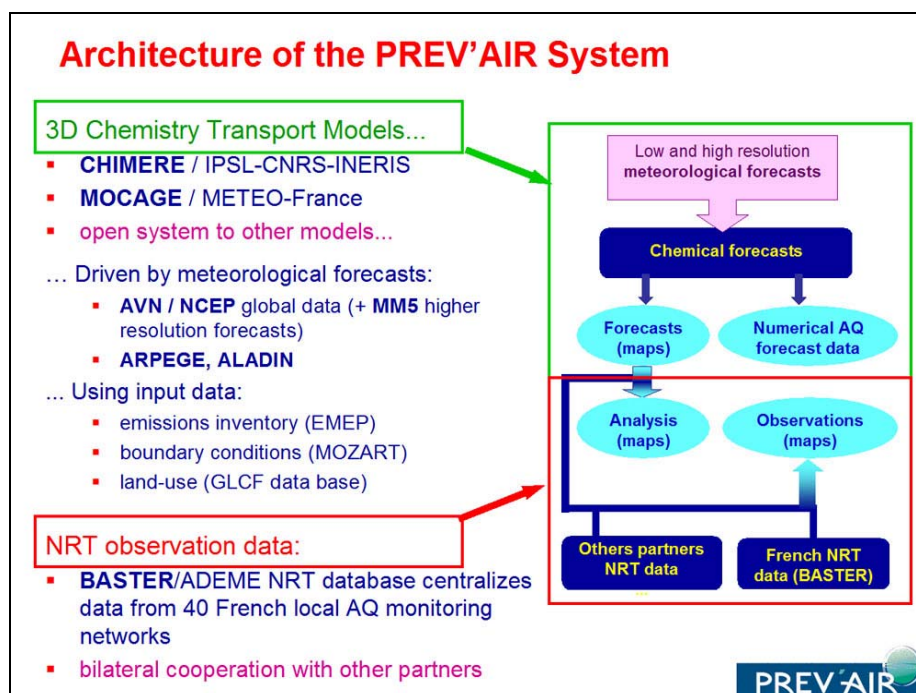 Architecture of the PREV'AIR System
3D Chemistry Transport Models...
CHIMERE / IPSL-CNRS-INERIS
MOCAGE / METEO-France
open system to other models...
... Driven by meteorological forecasts:
AVN / NCEP global data (+ MM5 higher
resolution forecasts)
ARPEGE, ALADIN
... Using input data:
emissions inventory (EMEP)
boundary conditions (MOZART)
land-use (GLCF data base)
NRT observation data:
BASTER/ADEME NRT database centralizes
data from 40 French local AQ monitoring
networks
bilateral cooperation with other partners
Low and high resolution
meteorological forecasts
Chemical forecasts
Forecasts
(maps)
Numerical AQ
forecast data
Analysis
(maps)
Observations
(maps)
Others partners
NRT data
...
French NRT
data (BASTER)
PREV'AIR